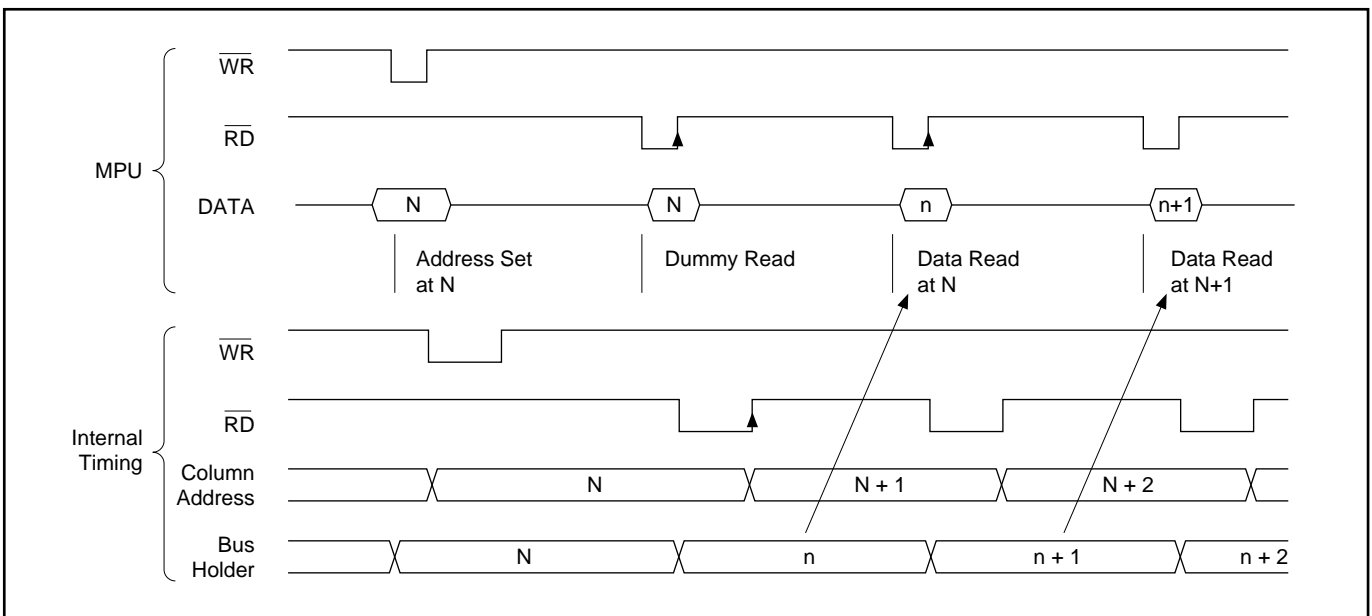 MPU
WR
RD
DATA
N
N
n
n+1
Address Set
at N
Dummy Read
Data Read
at N
Data Read
at N+1
Internal
Timing
WR
RD
Column
Address
N
N + 1
N + 2
Bus
Holder
N
n
n + 1
n + 2